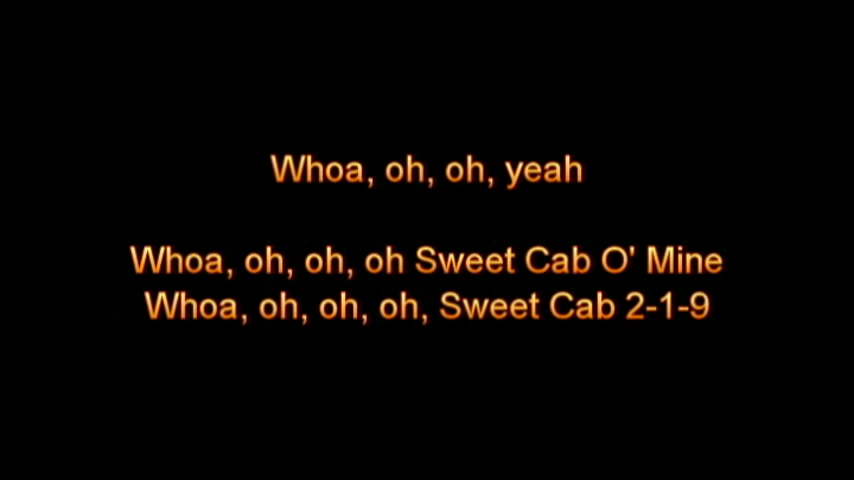 Whoa, oh, oh, yeah
Whoa, oh, oh, oh Sweet Cab O' Mine
Whoa, oh, oh, oh, Sweet Cab 2-1-9